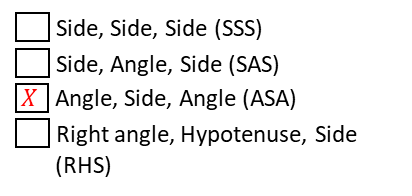 Side, Side, Side (SSS)
Side, Angle, Side (SAS)
X Angle, Side, Angle (ASA)
Right angle, Hypotenuse, Side
(RHS)